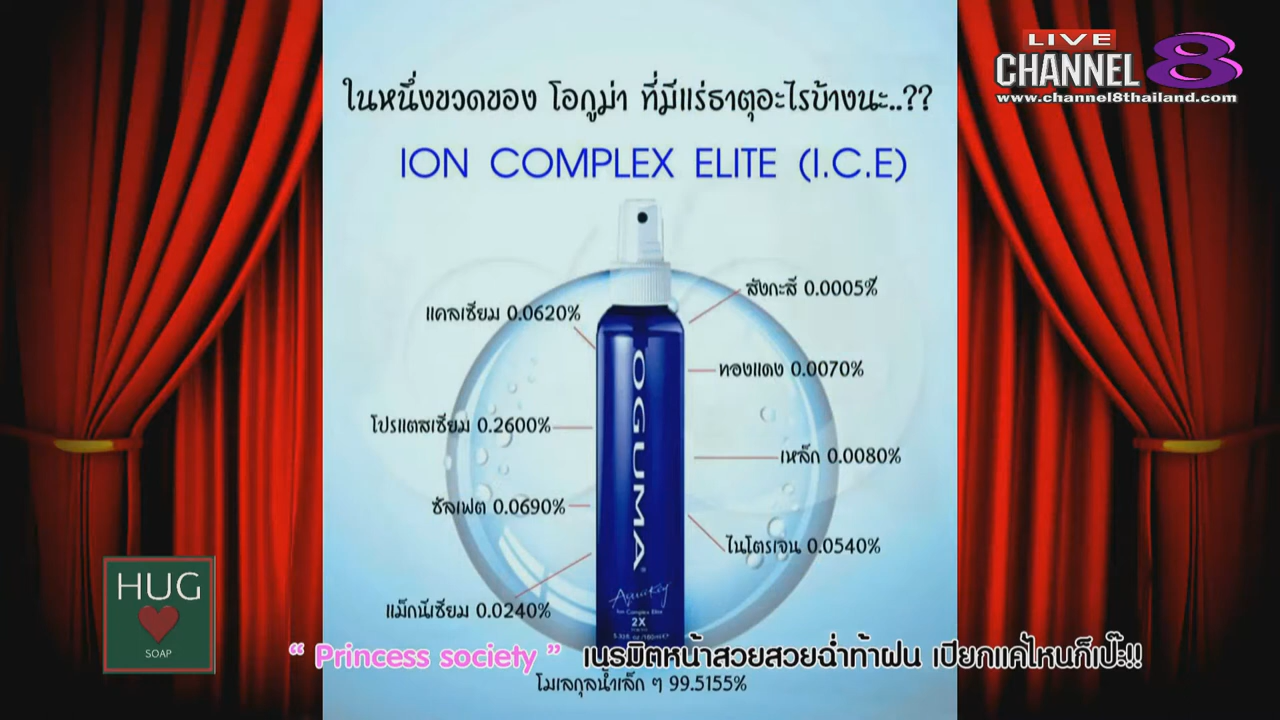 LIVE
CHANNEL 8
www.channel8thailand.com
ในหนึ่งขวดของ โอกูม่า ที่มีแร่ธาตุอะไรบ้างนะ..??
ION COMPLEX ELITE (I.C.E)
สังกะสี 0.0005%
แคลเซียม 0.0620%
ทองแดง 0.0070%
โปรแตสเซียม 0.2600%
เหล็ก 0.0080%
ซัลเฟต 0.0690%
ไนโตรเจน 0.0540%
แม็กนีเซียม 0.0240%
OGUMA®
AquaKey
Ion Complex Elite
2X
HUG
SOAP
“ Princess society ” เนรมิตหน้าสวยสวยฉ่ำท้าฝน เปียกแค่ไหนก็เป๊ะ!!
โมเลกุลน้ำเล็ก ๆ 99.5155%